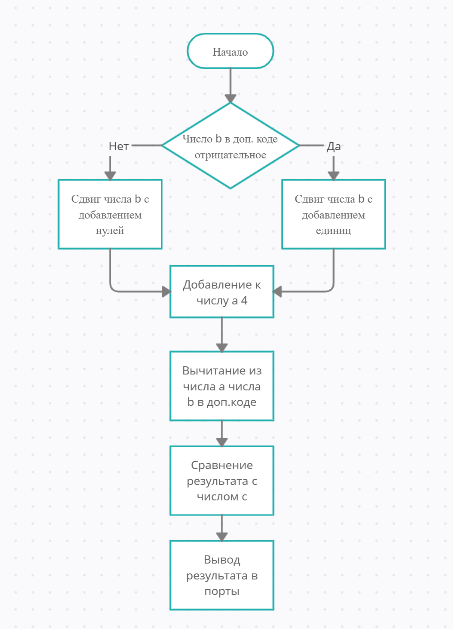 Начало
Число b в доп. коде
отрицательное
Нет
Да
Сдвиг числа b с
добавлением
нулей
Сдвиг числа b с
добавлением
единиц
Добавление к
числу a 4
Вычитание из
числа a числа
b в доп.коде
Сравнение
результата с
числом c
Вывод
результата в
порты